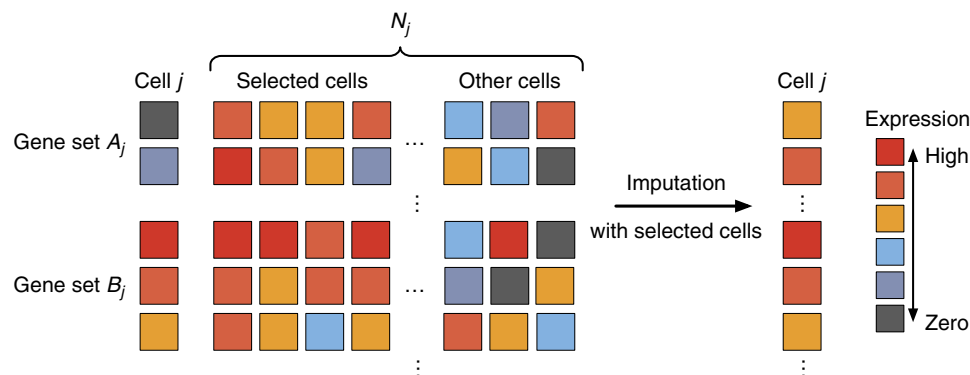 N_j
Cell j
Selected cells
Other cells
Cell j
Expression
Gene set A_j
...
High
Imputation
with selected cells
Gene set B_j
...
Zero